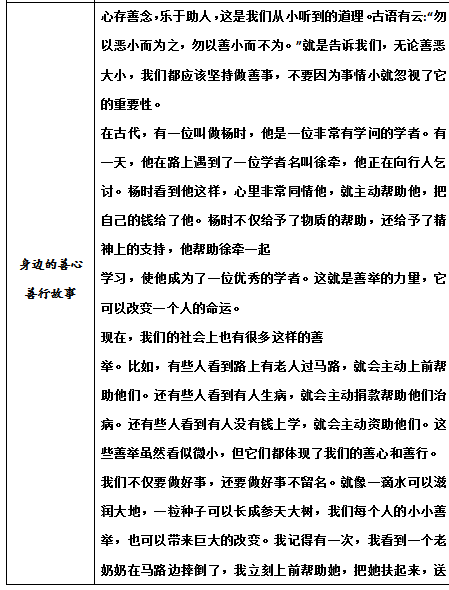 身边的善心
善行故事
心存善念，乐于助人，这是我们从小听到的道理。古语有云:“勿
以恶小而为之，勿以善小而不为。”就是告诉我们，无论善恶
大小，我们都应该坚持做善事，不要因为事情小就忽视了它
的重要性。
在古代，有一位叫做杨时，他是一位非常有学问的学者。有
一天，他在路上遇到了一位学者名叫徐牵，他正在向行人乞
讨。杨时看到他这样，心里非常同情他，就主动帮助他，把
自己的钱给了他。杨时不仅给予了物质的帮助，还给予了精
神上的支持，他帮助徐牵一起
学习，使他成为了一位优秀的学者。这就是善举的力量，它
可以改变一个人的命运。
现在，我们的社会上也有很多这样的善
举。比如，有些人看到路上有老人过马路，就会主动上前帮
助他们。还有些人看到有人生病，就会主动捐款帮助他们治
病。还有些人看到有人没有钱上学，就会主动资助他们。这
些善举虽然看似微小，但它们都体现了我们的善心和善行。
我们不仅要做好事，还要做好事不留名。就像一滴水可以滋
润大地，一粒种子可以长成参天大树，我们每个人的小小善
举，也可以带来巨大的改变。我记得有一次，我看到一个老
奶奶在马路边摔倒了，我立刻上前帮助她，把她扶起来，送